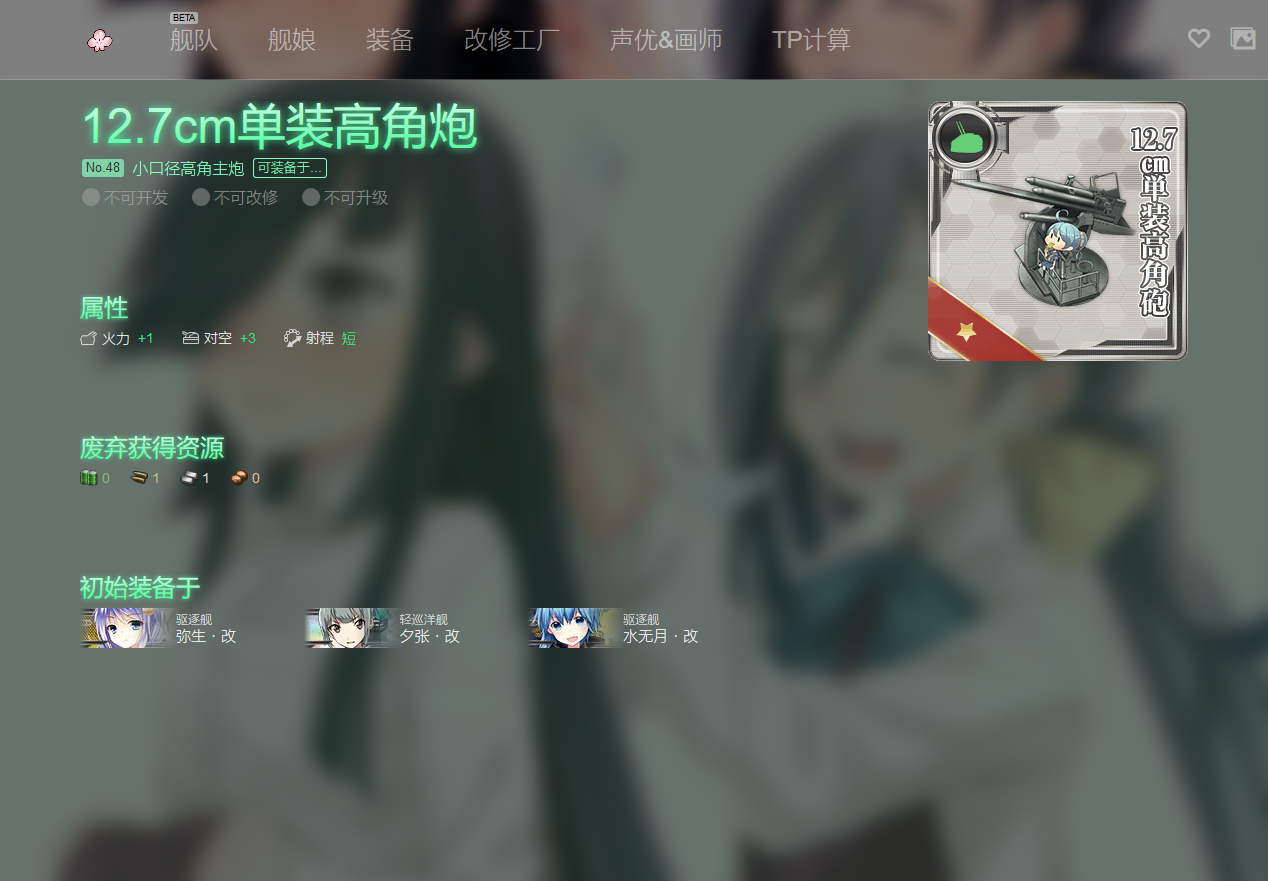 BETA
舰队
舰娘
装备
改修工厂
声优&画师
TP计算
12.7cm单装高角炮
No.48 小口径高角主炮 可装备于...
不可开发 不可改修 不可升级
属性
火力 +1 对空 +3 射程 短
废弃获得资源
0 1 1 0
初始装备于
驱逐舰
弥生·改
轻巡洋舰
夕张·改
驱逐舰
水无月·改
12.7
cm
単装高角砲